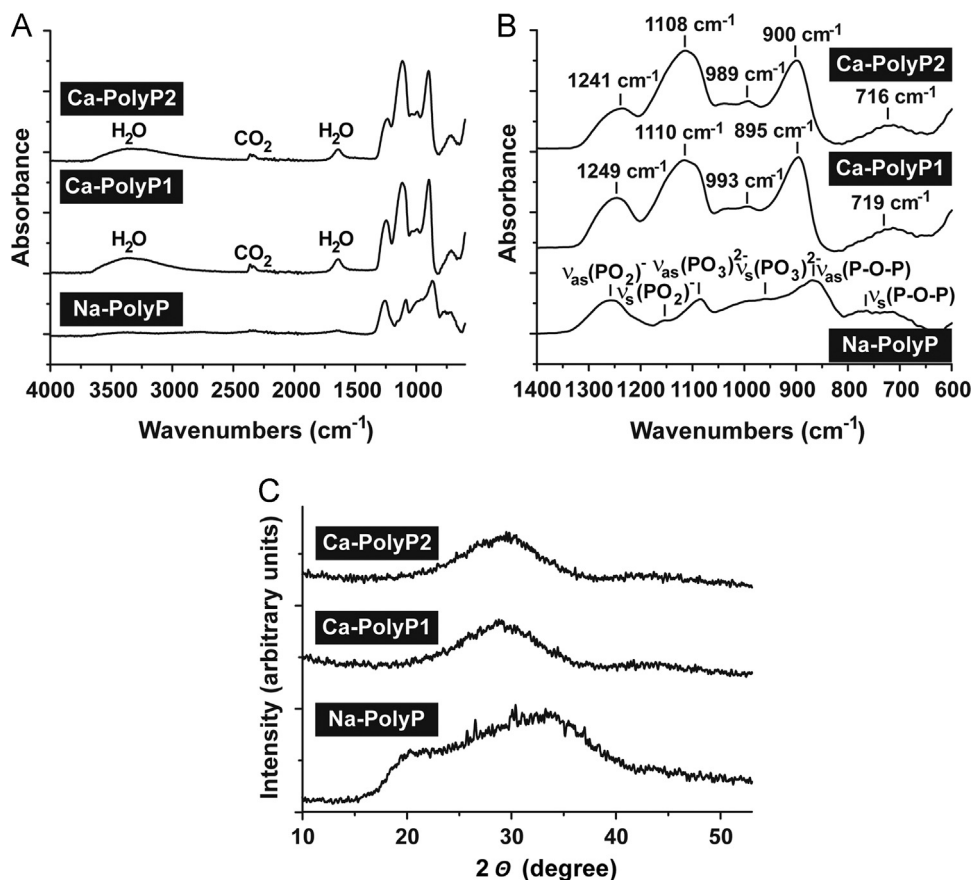 A
Ca-PolyP2
H₂O
CO₂
H₂O
Ca-PolyP1
H₂O
CO₂
H₂O
Na-PolyP
Absorbance
4000 3500 3000 2500 2000 1500 1000
Wavenumbers (cm⁻¹)
B
1108 cm⁻¹
900 cm⁻¹
1241 cm⁻¹
989 cm⁻¹
Ca-PolyP2
716 cm⁻¹
1110 cm⁻¹
895 cm⁻¹
Ca-PolyP1
1249 cm⁻¹
993 cm⁻¹
719 cm⁻¹
νas(PO₂)⁻
νs(PO₂)⁻
νas(PO₃)²⁻
νs(PO₃)²⁻
νas(P-O-P)
νs(P-O-P)
Na-PolyP
Absorbance
1400 1300 1200 1100 1000 900 800 700 600
Wavenumbers (cm⁻¹)
C
Ca-PolyP2
Ca-PolyP1
Na-PolyP
Intensity (arbitrary units)
10 20 30 40 50
2 Θ (degree)